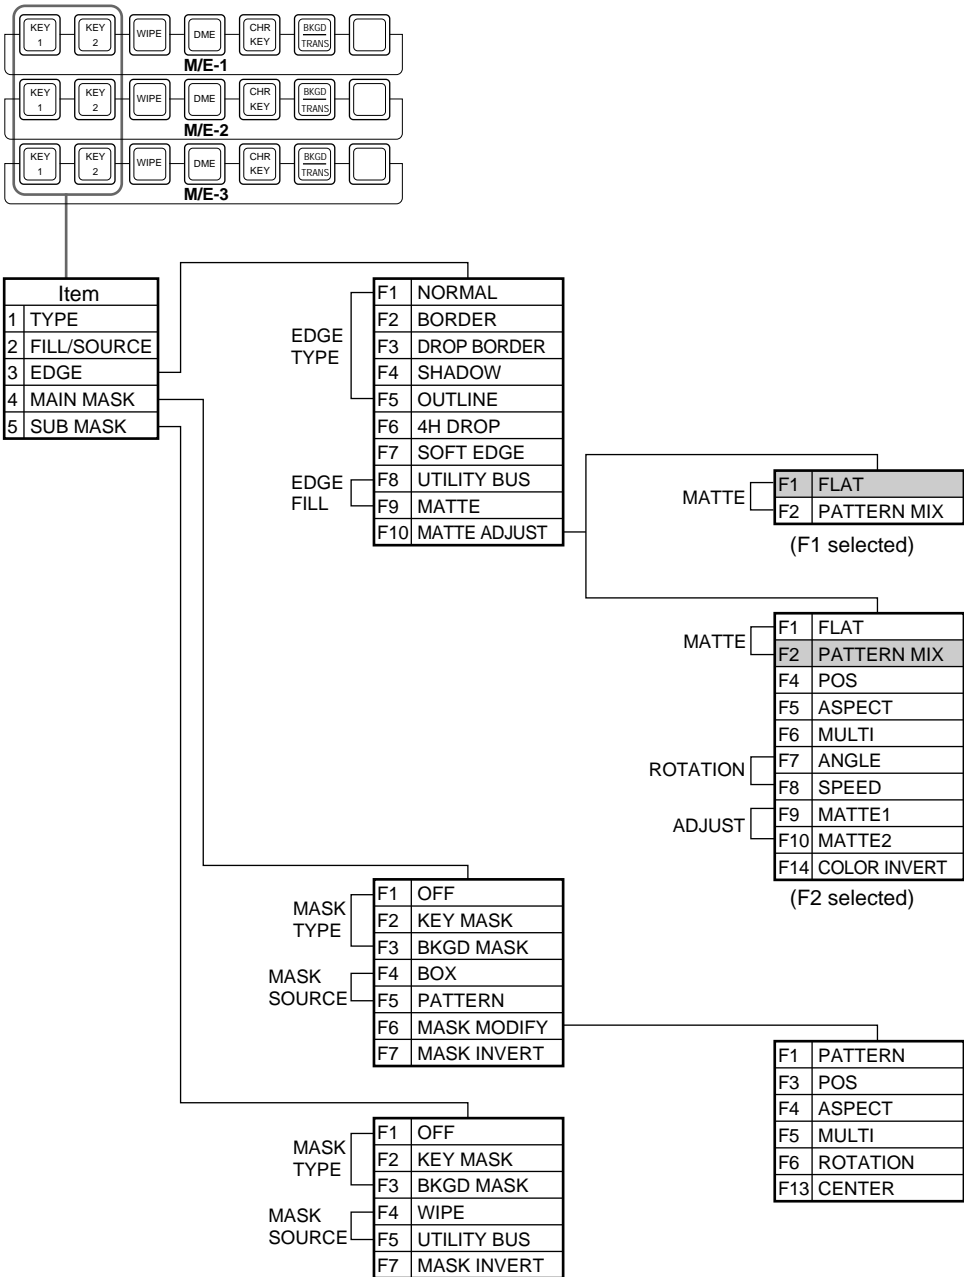 KEY 1 KEY 2 WIPE DME CHR KEY BKGD TRANS
M/E-1
KEY 1 KEY 2 WIPE DME CHR KEY BKGD TRANS
M/E-2
KEY 1 KEY 2 WIPE DME CHR KEY BKGD TRANS
M/E-3
Item
1 TYPE
2 FILL/SOURCE
3 EDGE
4 MAIN MASK
5 SUB MASK
EDGE
TYPE
F1 NORMAL
F2 BORDER
F3 DROP BORDER
F4 SHADOW
F5 OUTLINE
F6 4H DROP
F7 SOFT EDGE
EDGE
FILL
F8 UTILITY BUS
F9 MATTE
F10 MATTE ADJUST
MATTE
F1 FLAT
F2 PATTERN MIX
(F1 selected)
MATTE
F1 FLAT
F2 PATTERN MIX
F4 POS
F5 ASPECT
F6 MULTI
ROTATION
F7 ANGLE
F8 SPEED
ADJUST
F9 MATTE1
F10 MATTE2
F14 COLOR INVERT
(F2 selected)
MASK
TYPE
F1 OFF
F2 KEY MASK
F3 BKGD MASK
MASK
SOURCE
F4 BOX
F5 PATTERN
F6 MASK MODIFY
F7 MASK INVERT
F1 PATTERN
F3 POS
F4 ASPECT
F5 MULTI
F6 ROTATION
F13 CENTER
MASK
TYPE
F1 OFF
F2 KEY MASK
F3 BKGD MASK
MASK
SOURCE
F4 WIPE
F5 UTILITY BUS
F7 MASK INVERT